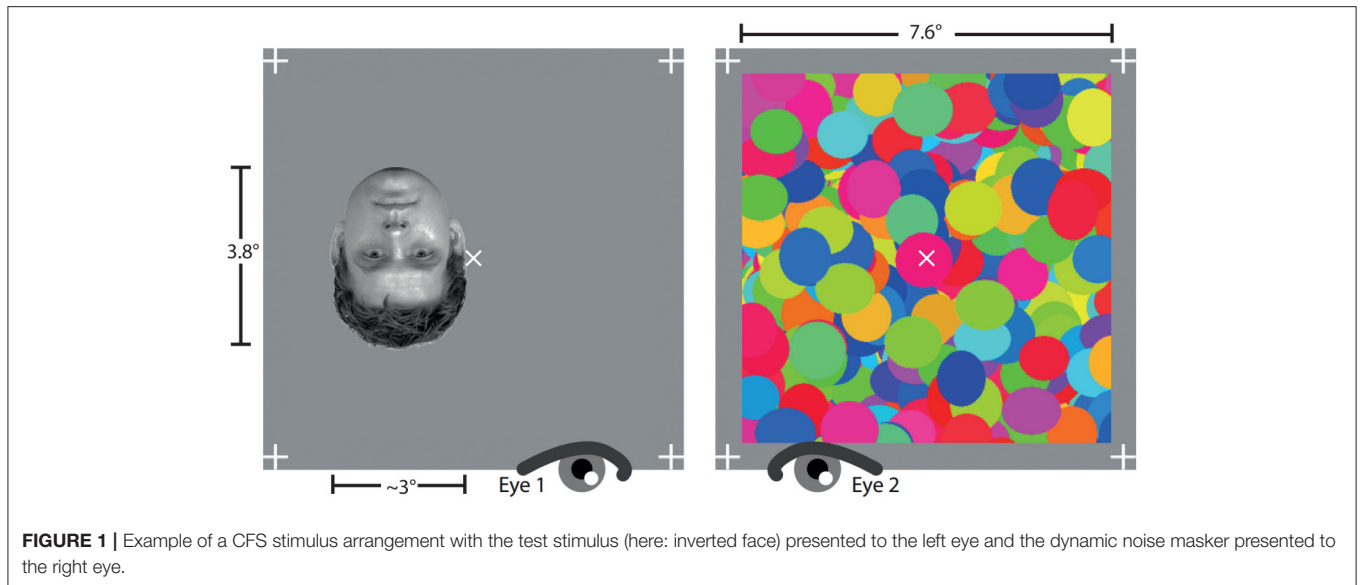 7.6°
3.8°
~3°
Eye 1
Eye 2
FIGURE 1 | Example of a CFS stimulus arrangement with the test stimulus (here: inverted face) presented to the left eye and the dynamic noise masker presented to
the right eye.